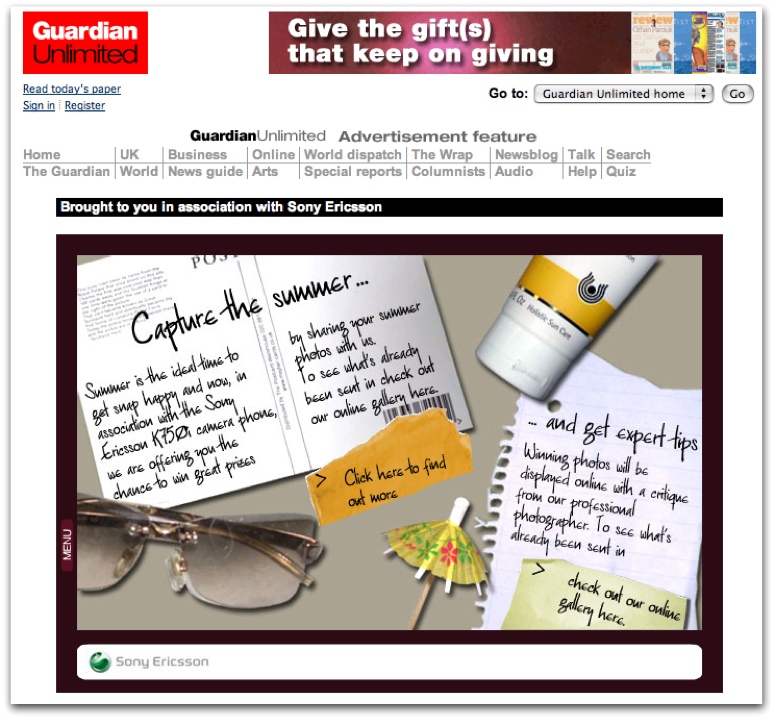 Guardian
Unlimited
Give the gift(s)
that keep on giving
Read today's paper
Sign in Register
Go to: Guardian Unlimited home Go
GuardianUnlimited Advertisement feature
Home UK Business Online World dispatch The Wrap Newsblog Talk Search
The Guardian World News guide Arts Special reports Columnists Audio Help Quiz
Brought to you in association with Sony Ericsson
Capture the summer...
Summer is the ideal time to
get snap happy and now, in
association with the Sony
Ericsson K750i camera phone,
we are offering you the
chance to win great prizes
by sharing your summer
photos with us.
To see what's already
been sent in check out
our online gallery here.
> Click here to find
out more
Holistic Sun Care
... and get expert tips
Winning photos will be
displayed online with a critique
from our professional
photographer. To see what's
already been sent in
> check out our online
gallery here.
MENU
Sony Ericsson